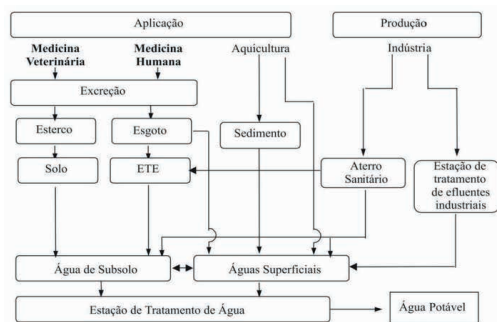 Aplicação
Produção
Medicina
Veterinária
Medicina
Humana
Aquicultura
Indústria
Excreção
Esterco
Esgoto
Sedimento
Solo
ETE
Aterro
Sanitário
Estação de
tratamento
de efluentes
industriais
Água de Subsolo
Águas Superficiais
Estação de Tratamento de Água
Água Potável